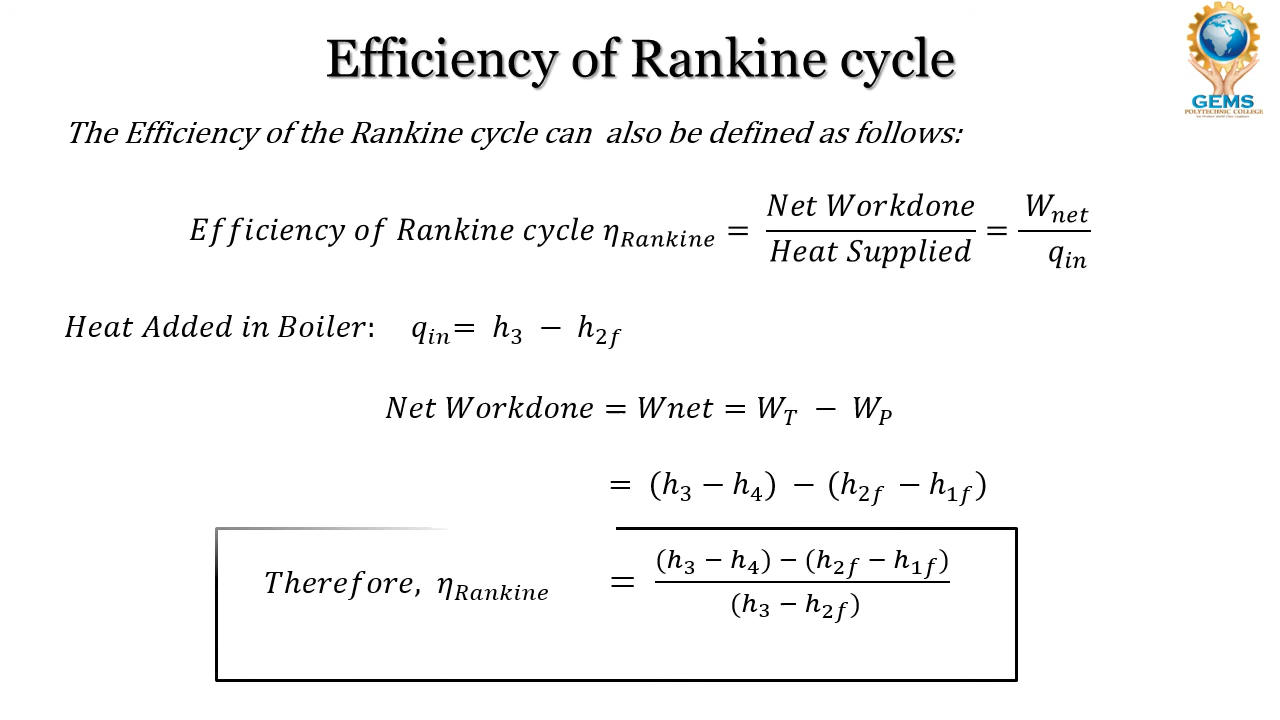 Efficiency of Rankine cycle
GEMS
POLYTECHNIC COLLEGE
The Efficiency of the Rankine cycle can also be defined as follows:
Efficiency of Rankine cycle η_Rankine = Net Workdone / Heat Supplied = W_net / q_in
Heat Added in Boiler: q_in = h_3 − h_2f
Net Workdone = Wnet = W_T − W_P
= (h_3 − h_4) − (h_2f − h_1f)
Therefore, η_Rankine = (h_3 − h_4) − (h_2f − h_1f) / (h_3 − h_2f)